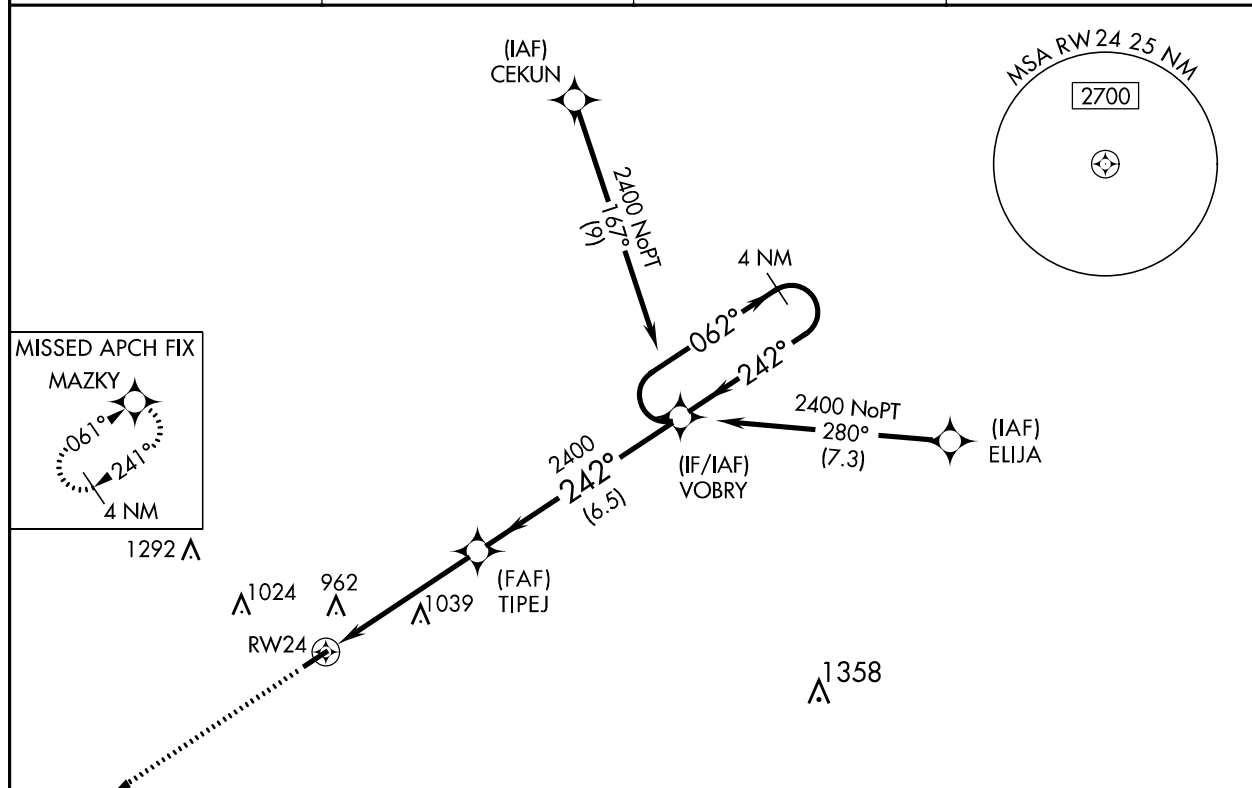 (IAF)
CEKUN
MSA RW24 25 NM
2700
2400 NoPT
167°
(9)
4 NM
062°
242°
MISSED APCH FIX
MAZKY
061°
241°
4 NM
2400 NoPT
280°
(7.3)
(IAF)
ELIJA
(IF/IAF)
VOBRY
2400
242°
(6.5)
1292
(FAF)
TIPEJ
1024
962
1039
RW24
1358